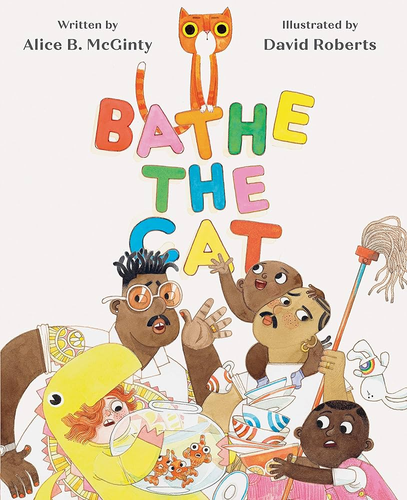 Written by
Alice B. McGinty
Illustrated by
David Roberts
BATHE
THE
CAT